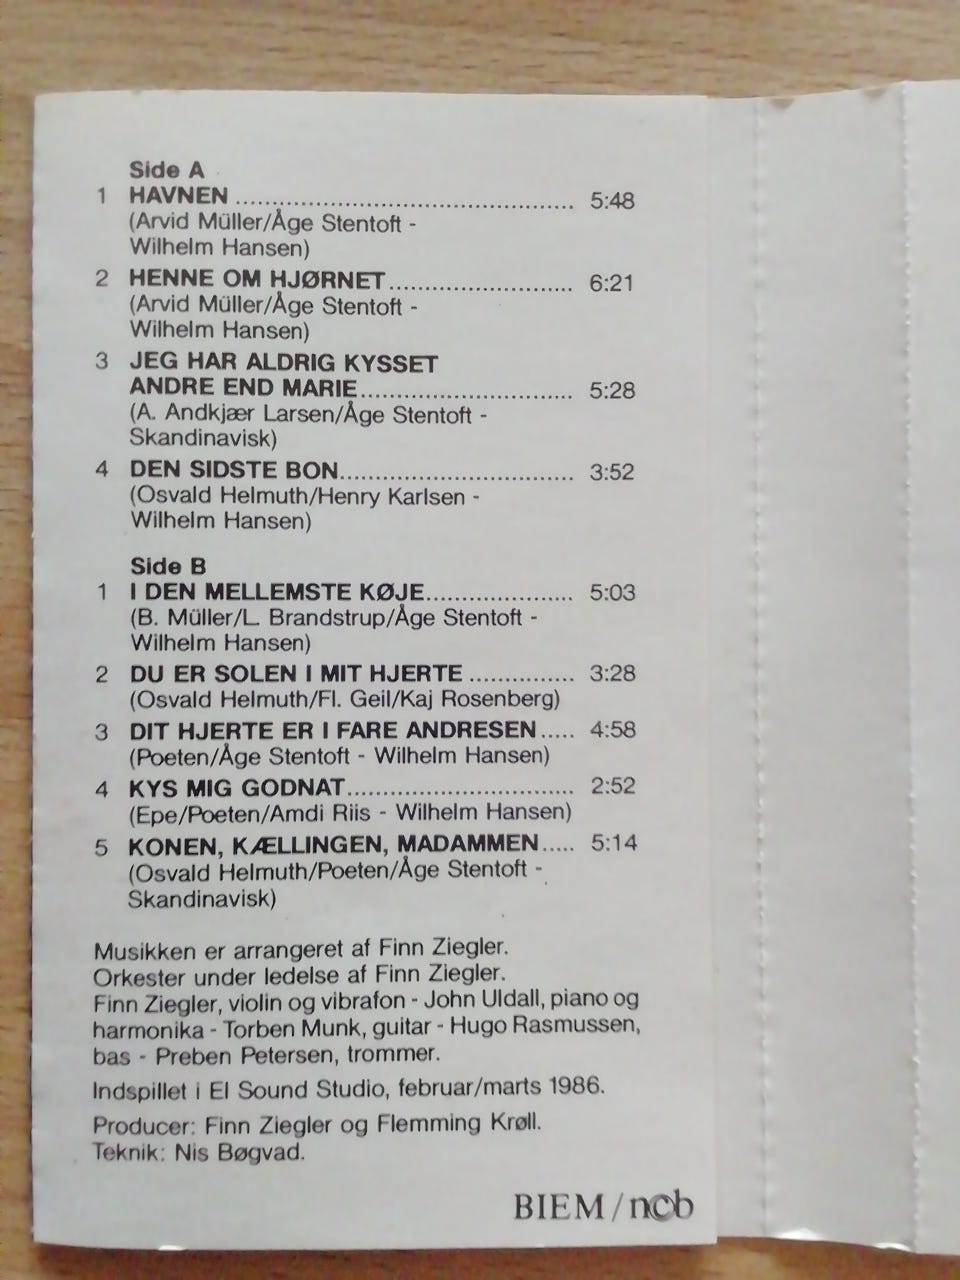 Side A
1 HAVNEN ............................................... 5:48
(Arvid Müller/Åge Stentoft -
Wilhelm Hansen)
2 HENNE OM HJØRNET.......................... 6:21
(Arvid Müller/Åge Stentoft -
Wilhelm Hansen)
3 JEG HAR ALDRIG KYSSET
ANDRE END MARIE.............................. 5:28
(A. Andkjær Larsen/Åge Stentoft -
Skandinavisk)
4 DEN SIDSTE BON................................. 3:52
(Osvald Helmuth/Henry Karlsen -
Wilhelm Hansen)
Side B
1 I DEN MELLEMSTE KØJE..................... 5:03
(B. Müller/L. Brandstrup/Åge Stentoft -
Wilhelm Hansen)
2 DU ER SOLEN I MIT HJERTE ............... 3:28
(Osvald Helmuth/Fl. Geil/Kaj Rosenberg)
3 DIT HJERTE ER I FARE ANDRESEN..... 4:58
(Poeten/Åge Stentoft - Wilhelm Hansen)
4 KYS MIG GODNAT................................ 2:52
(Epe/Poeten/Amdi Riis - Wilhelm Hansen)
5 KONEN, KÆLLINGEN, MADAMMEN..... 5:14
(Osvald Helmuth/Poeten/Åge Stentoft -
Skandinavisk)
Musikken er arrangeret af Finn Ziegler.
Orkester under ledelse af Finn Ziegler.
Finn Ziegler, violin og vibrafon - John Uldall, piano og
harmonika - Torben Munk, guitar - Hugo Rasmussen,
bas - Preben Petersen, trommer.
Indspillet i El Sound Studio, februar/marts 1986.
Producer: Finn Ziegler og Flemming Krøll.
Teknik: Nis Bøgvad.
BIEM/ncb